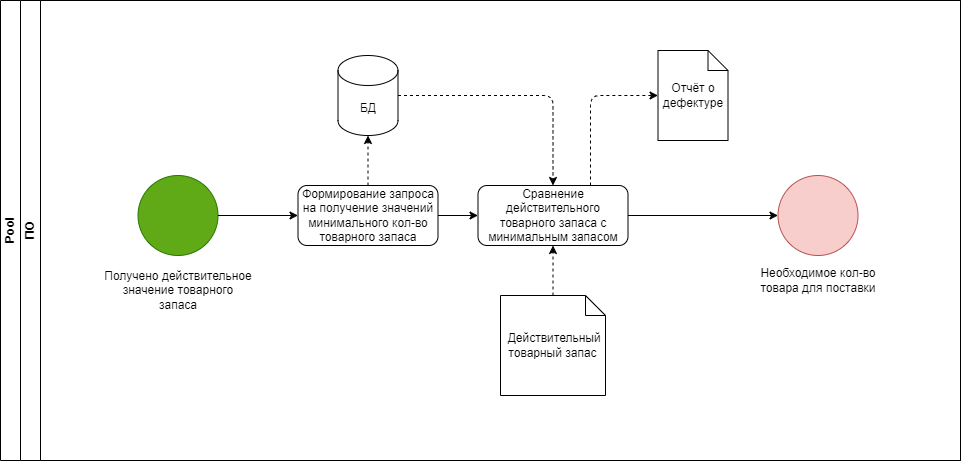 Pool
ПО
БД
Отчёт о
дефектуре
Формирование запроса
на получение значений
минимального кол-во
товарного запаса
Сравнение
действительного
товарного запаса с
минимальным запасом
Получено действительное
значение товарного
запаса
Необходимое кол-во
товара для поставки
Действительный
товарный запас